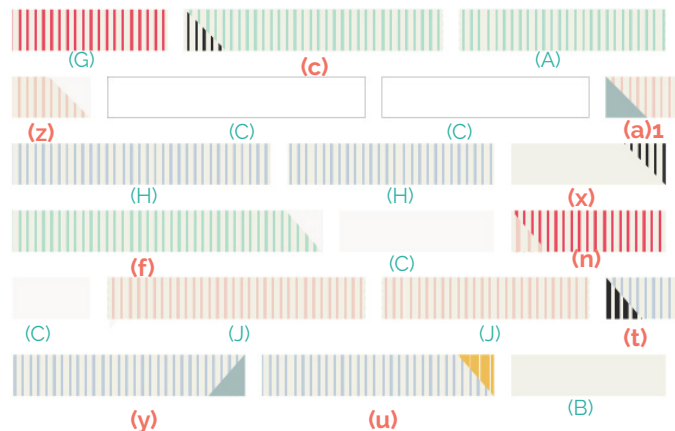 (G) (c) (A)
(z) (C) (C) (a)1
(H) (H) (x)
(f) (C) (n)
(C) (J) (J) (t)
(y) (u) (B)